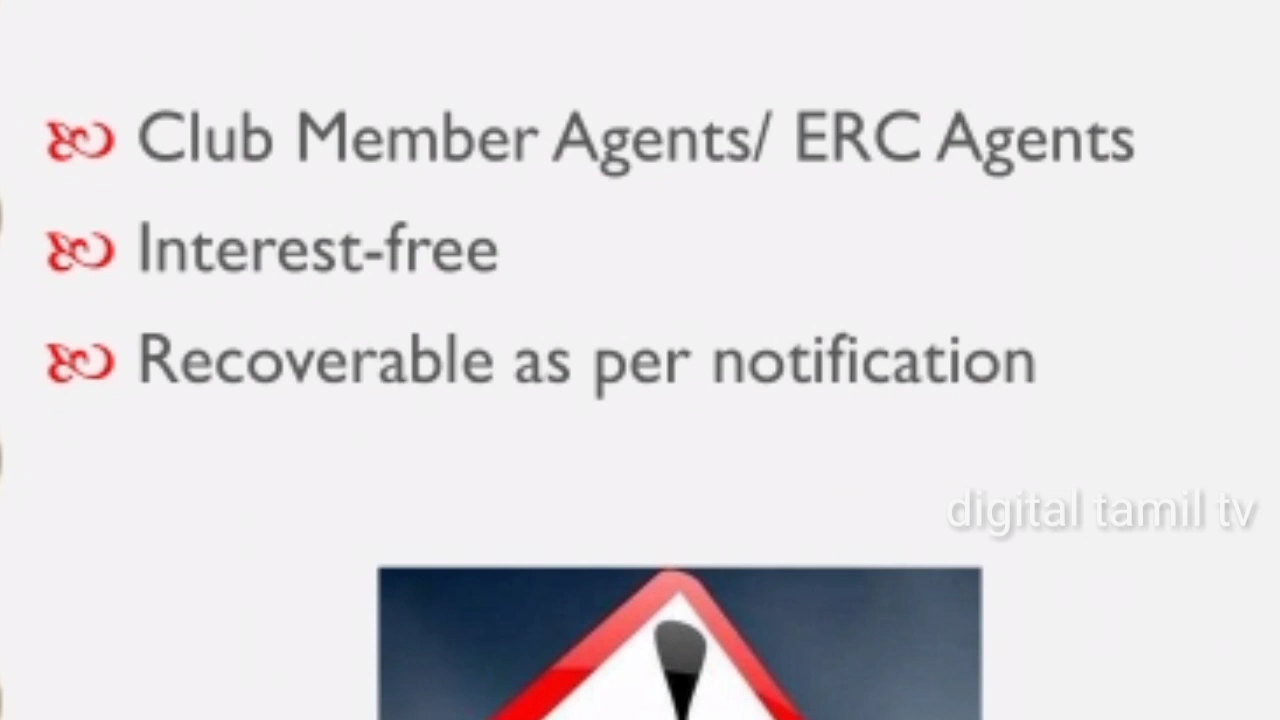 Club Member Agents/ ERC Agents
Interest-free
Recoverable as per notification
digital tamil tv